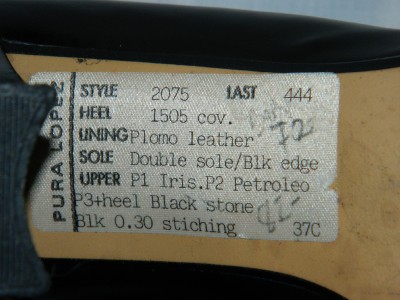 PURA LOPEZ
STYLE 2075 LAST 444
HEEL 1505 cov.
LINING Plomo leather
SOLE Double sole/Blk edge
UPPER P1 Iris.P2 Petroleo
P3+heel Black stone
Blk 0.30 stiching 37C
72